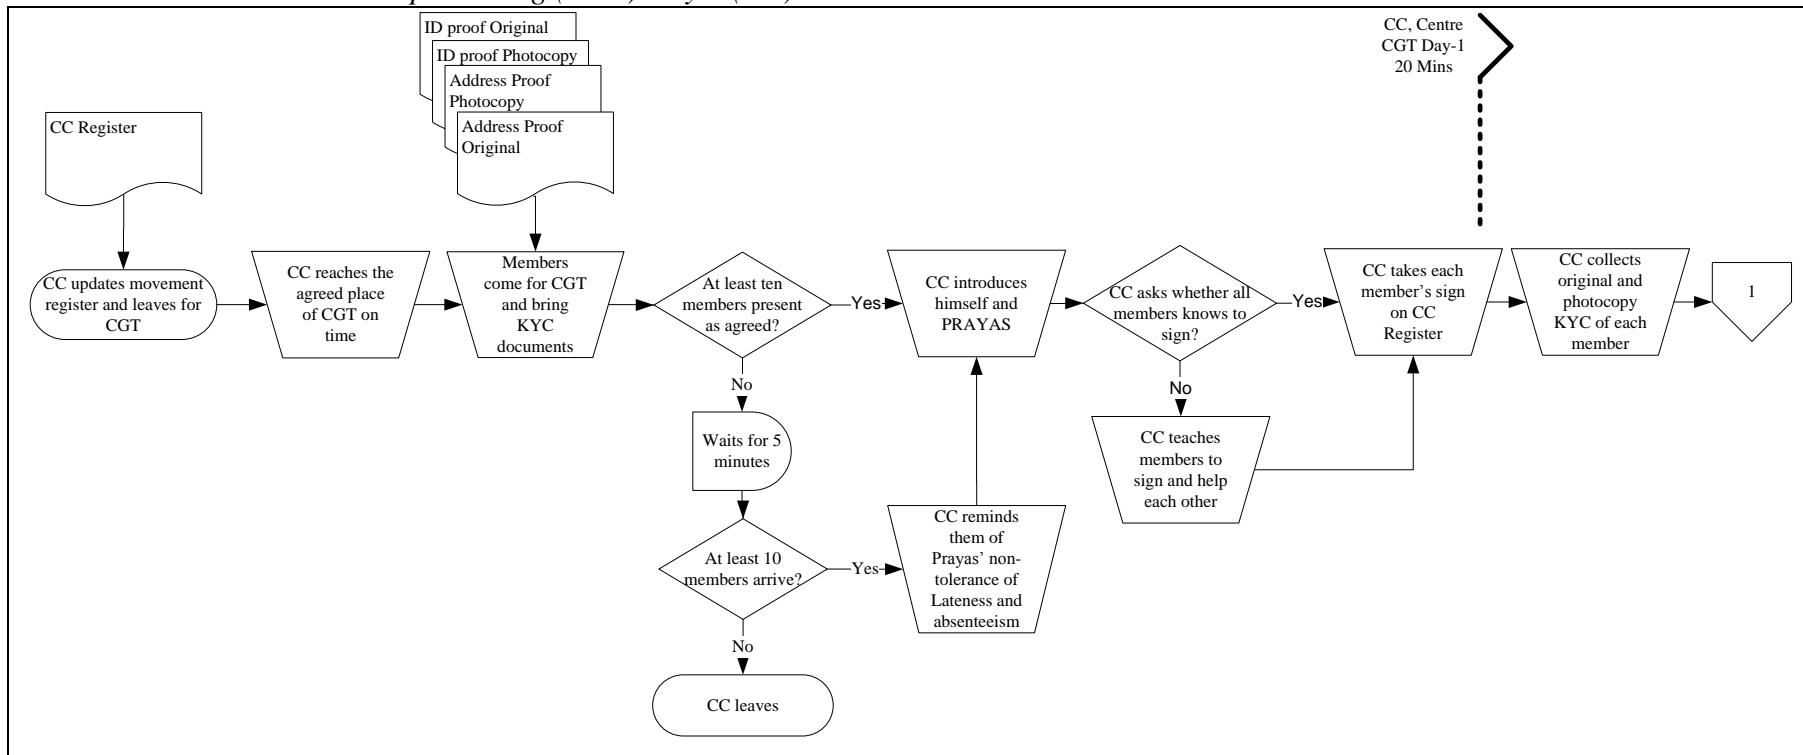 ID proof Original
ID proof Photocopy
Address Proof
Photocopy
Address Proof
Original
CC, Centre
CGT Day-1
20 Mins
CC Register
CC updates movement
register and leaves for
CGT
CC reaches the
agreed place
of CGT on
time
Members
come for CGT
and bring
KYC
documents
At least ten
members present
as agreed?
Yes
CC introduces
himself and
PRAYAS
CC asks whether all
members knows to
sign?
Yes
CC takes each
member's sign
on CC
Register
CC collects
original and
photocopy
KYC of each
member
1
No
Waits for 5
minutes
No
CC teaches
members to
sign and help
each other
At least 10
members arrive?
Yes
CC reminds
them of
Prayas' non-
tolerance of
Lateness and
absenteeism
No
CC leaves